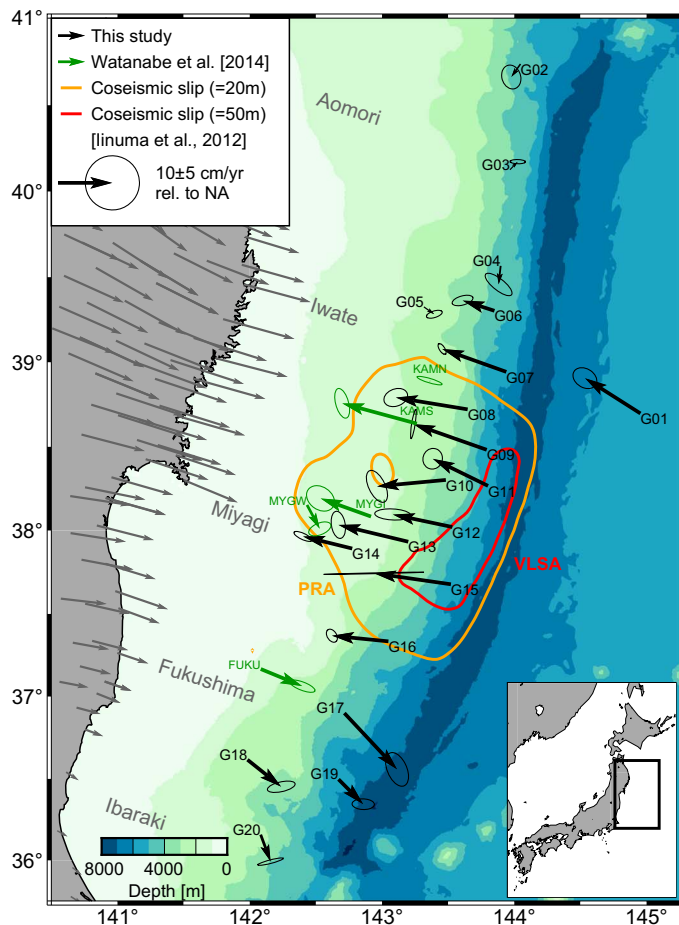 41°
This study
Watanabe et al. [2014]
Coseismic slip (=20m)
Coseismic slip (=50m)
[Iinuma et al., 2012]
10±5 cm/yr
rel. to NA
G02
Aomori
G03
40°
G04
G05
G06
Iwate
39°
KAMN
G07
G01
G08
KAMS
G09
G10
G11
MYGW
MYGI
Miyagi
G12
38°
G13
G14
VLSA
PRA
G15
G16
FUKU
Fukushima
37°
G17
G18
G19
Ibaraki
G20
8000 4000 0
Depth [m]
36°
141° 142° 143° 144° 145°